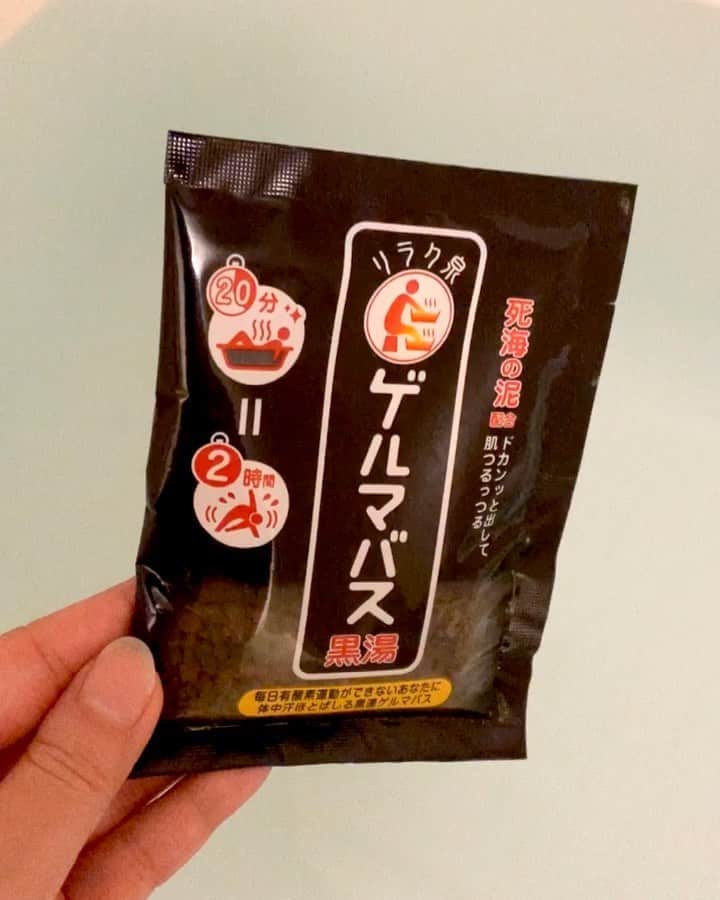 リラク泉
ゲルマバス
黒湯
死海の泥
配合
ドカンッと出して
肌つるっつる
20分
=
2時間
毎日有酸素運動ができないあなたに
体中汗ほとばしる黒湯ゲルマバス